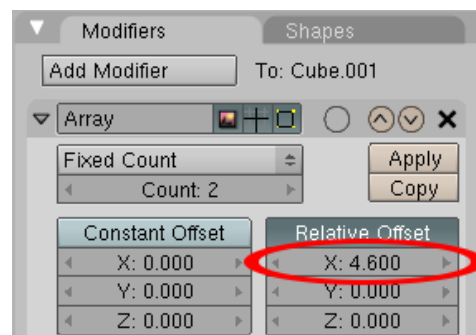 Modifiers Shapes
Add Modifier To: Cube.001
Array
Fixed Count Apply
Count: 2 Copy
Constant Offset Relative Offset
X: 0.000 X: 4.600
Y: 0.000 Y: 0.000
Z: 0.000 Z: 0.000